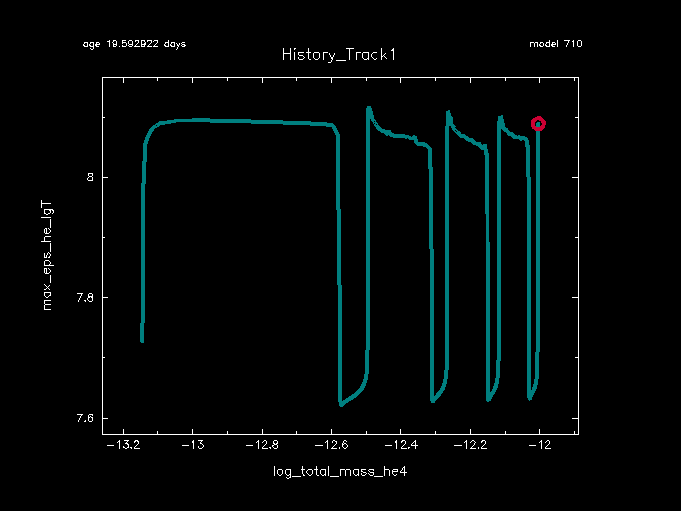 age 19.592922 days
model 710
History_Track1
max_eps_he_lgT
8
7.8
7.6
-13.2
-13
-12.8
-12.6
-12.4
-12.2
-12
log_total_mass_he4